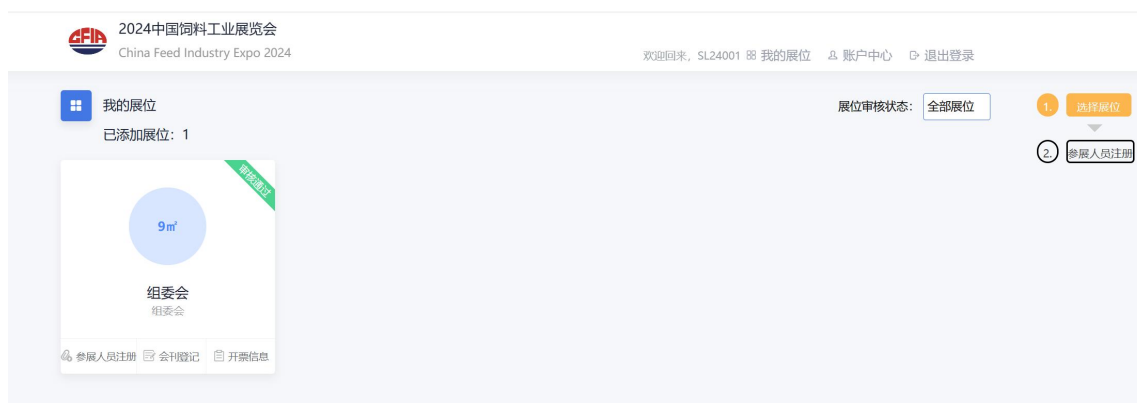 CFIA
2024中国饲料工业展览会
China Feed Industry Expo 2024
欢迎回来，SL24001 我的展位 账户中心 退出登录
我的展位
已添加展位：1
展位审核状态： 全部展位
1. 选择展位
2. 参展人员注册
审核通过
9㎡
组委会
组委会
参展人员注册 会刊登记 开票信息